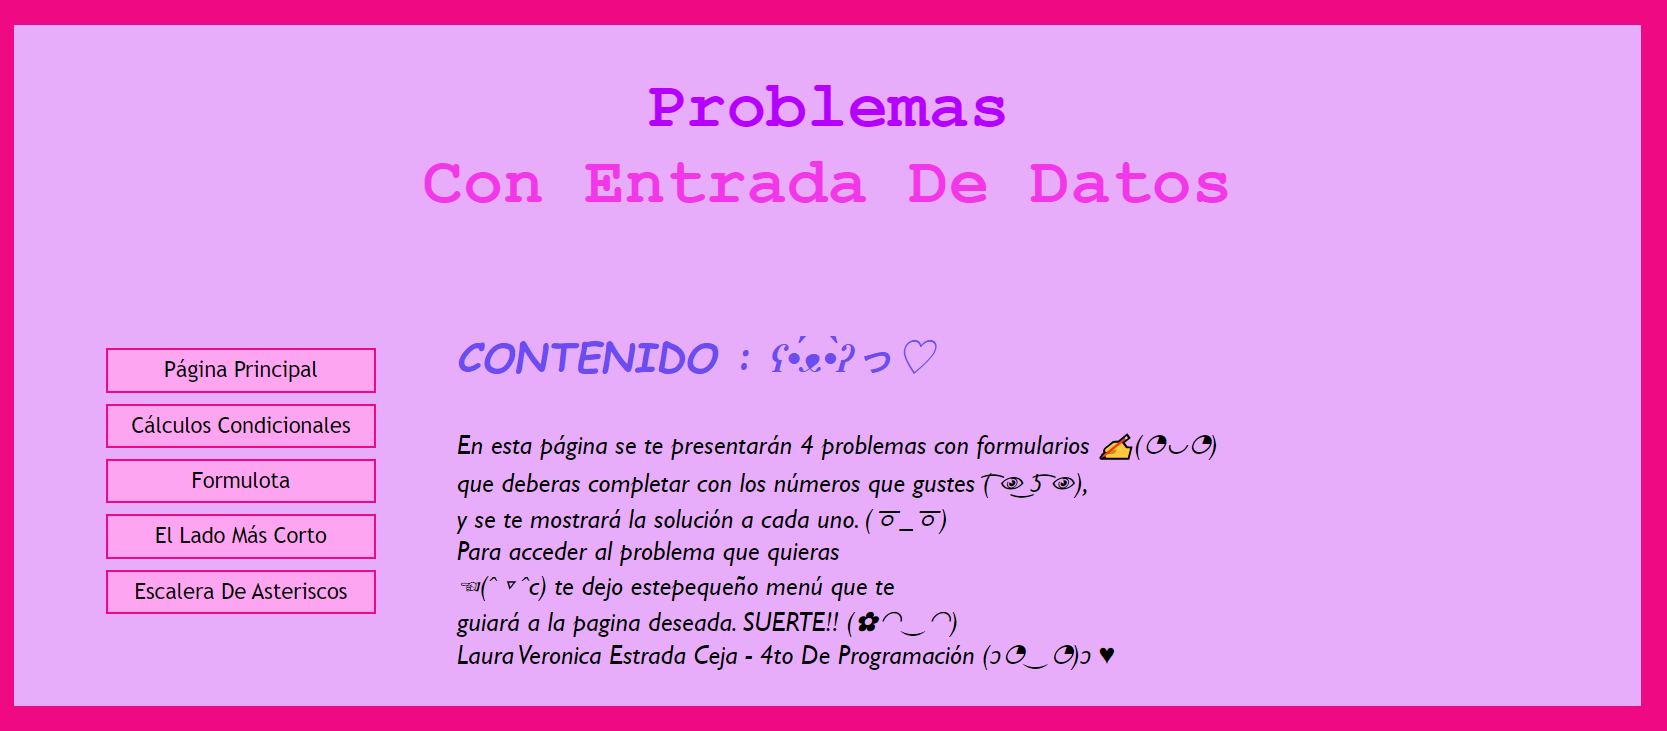 Problemas
Con Entrada De Datos
Página Principal
Cálculos Condicionales
Formulota
El Lado Más Corto
Escalera De Asteriscos
CONTENIDO : ʕ•́ᴥ•̀ʔっ♡
En esta página se te presentarán 4 problemas con formularios ✍(◔◡◔)
que deberas completar con los números que gustes ( ͡👁️ ͜ʖ ͡👁️),
y se te mostrará la solución a cada uno. (ㆆ_ㆆ)
Para acceder al problema que quieras
☜(ˆ▿ˆc) te dejo estepequeño menú que te
guiará a la pagina deseada. SUERTE!! (✿◠‿◠)
Laura Veronica Estrada Ceja - 4to De Programación (ɔ◔‿◔)ɔ ♥